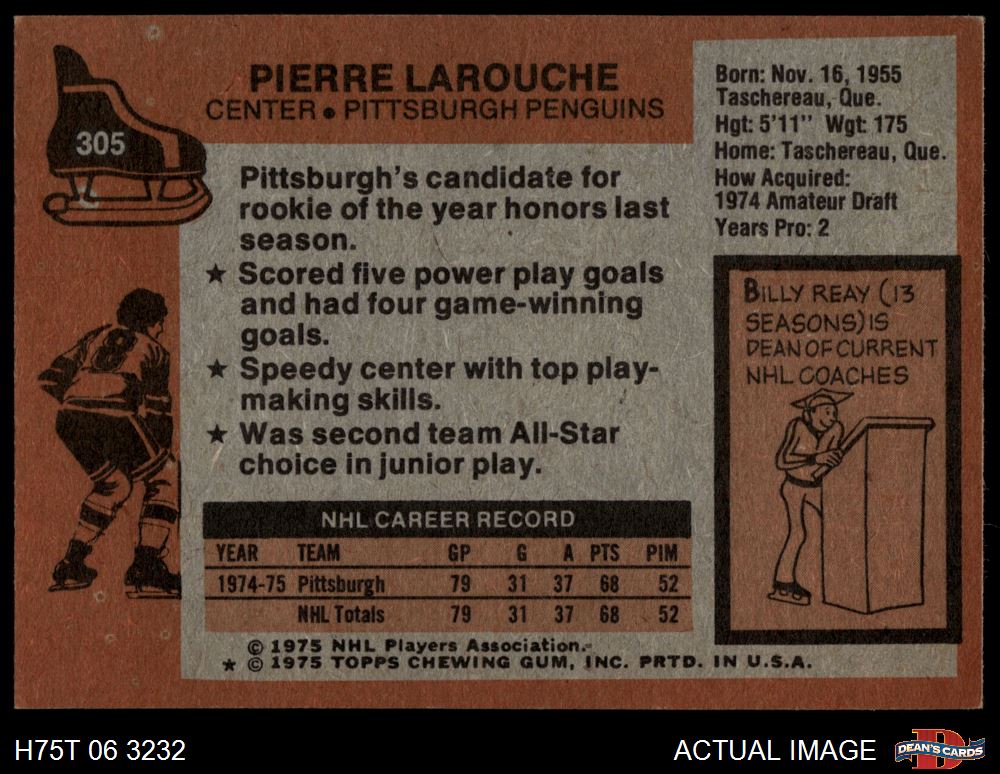 305
PIERRE LAROUCHE
CENTER • PITTSBURGH PENGUINS
Born: Nov. 16, 1955
Taschereau, Que.
Hgt: 5'11" Wgt: 175
Home: Taschereau, Que.
How Acquired:
1974 Amateur Draft
Years Pro: 2
Pittsburgh's candidate for
rookie of the year honors last
season.
★ Scored five power play goals
and had four game-winning
goals.
★ Speedy center with top play-
making skills.
★ Was second team All-Star
choice in junior play.
BILLY REAY (13
SEASONS) IS
DEAN OF CURRENT
NHL COACHES
8
NHL CAREER RECORD
YEAR TEAM GP G A PTS PIM
1974-75 Pittsburgh 79 31 37 68 52
NHL Totals 79 31 37 68 52
© 1975 NHL Players Association.
★ © 1975 TOPPS CHEWING GUM, INC. PRTD. IN U.S.A.
H75T 06 3232
ACTUAL IMAGE
D
DEAN'S CARDS